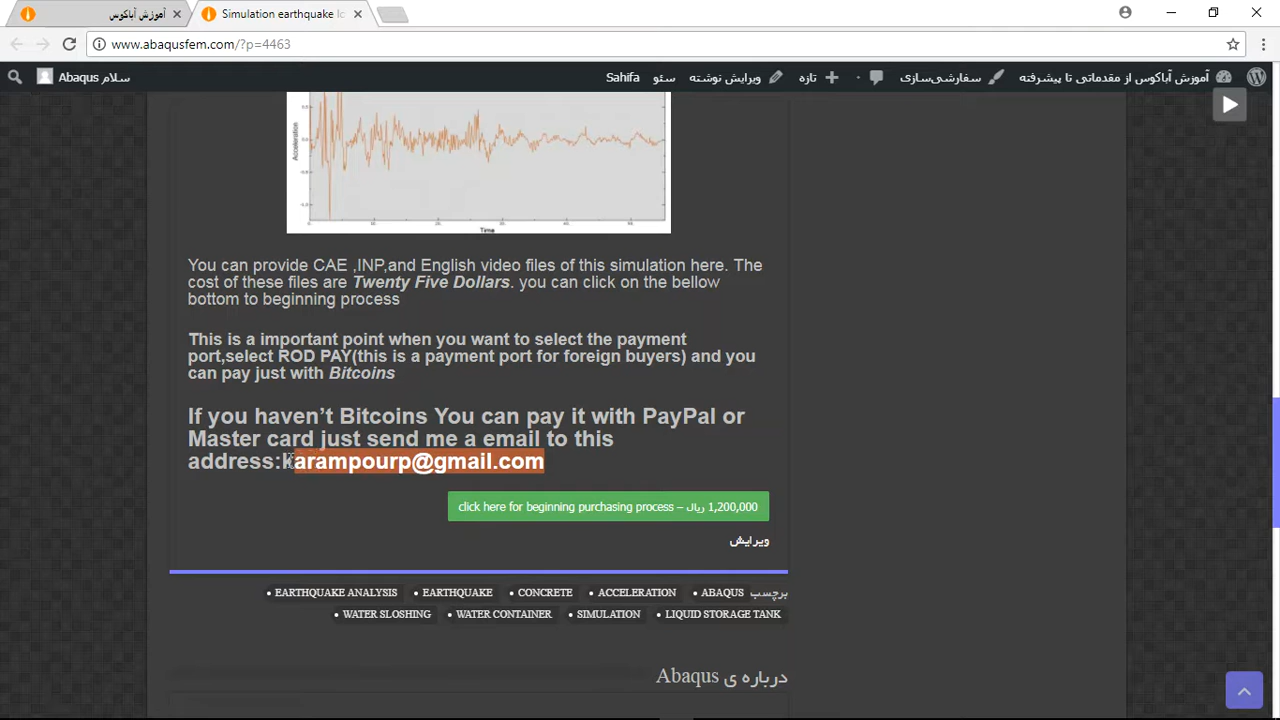 آموزش آباکوس
Simulation earthquake lo
www.abaqusfem.com/?p=4463
سلام Abaqus
Sahifa
سئو
ویرایش نوشته
تازه
۰
سفارشی‌سازی
آموزش آباکوس از مقدماتی تا پیشرفته
Acceleration
Time
You can provide CAE ,INP,and English video files of this simulation here. The
cost of these files are Twenty Five Dollars. you can click on the bellow
bottom to beginning process
This is a important point when you want to select the payment
port,select ROD PAY(this is a payment port for foreign buyers) and you
can pay just with Bitcoins
If you haven’t Bitcoins You can pay it with PayPal or
Master card just send me a email to this
address:karampourp@gmail.com
click here for beginning purchasing process – 1,200,000 ریال
ویرایش
برچسب ABAQUS • ACCELERATION • CONCRETE • EARTHQUAKE • EARTHQUAKE ANALYSIS •
LIQUID STORAGE TANK • SIMULATION • WATER CONTAINER • WATER SLOSHING •
درباره ی Abaqus